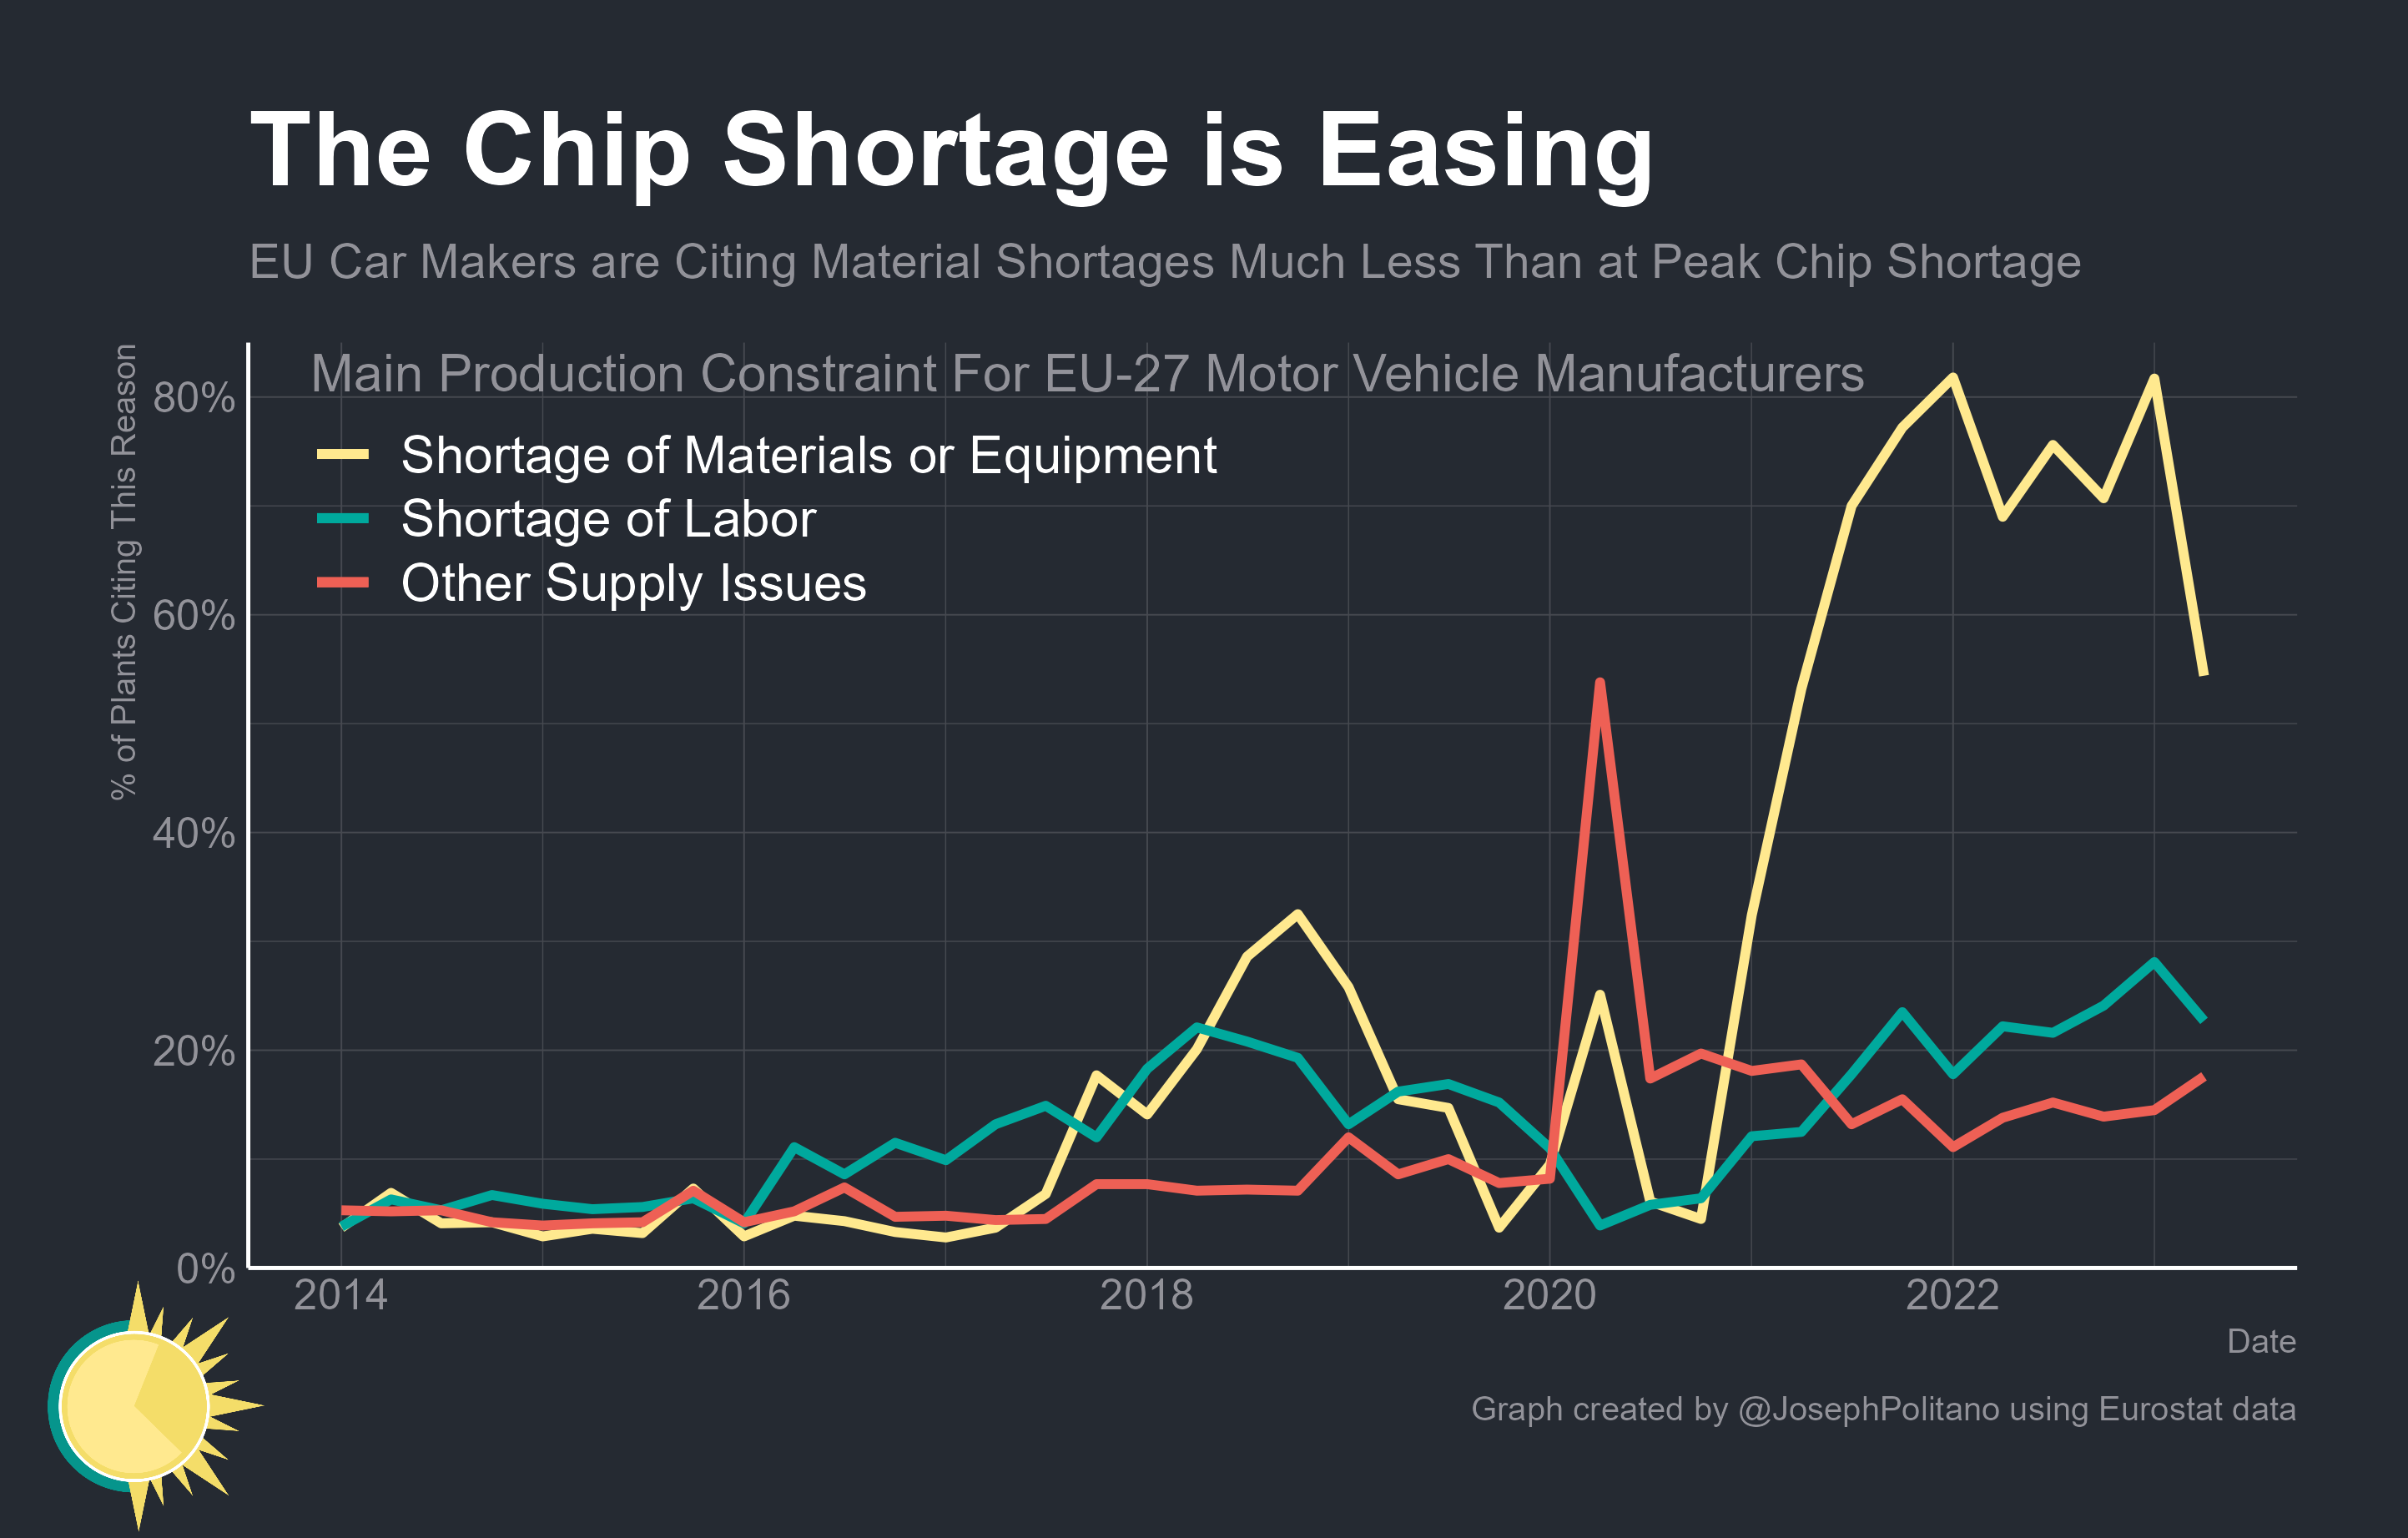 The Chip Shortage is Easing
EU Car Makers are Citing Material Shortages Much Less Than at Peak Chip Shortage
Main Production Constraint For EU-27 Motor Vehicle Manufacturers
Shortage of Materials or Equipment
Shortage of Labor
Other Supply Issues
% of Plants Citing This Reason
80%
60%
40%
20%
0%
2014
2016
2018
2020
2022
Date
Graph created by @JosephPolitano using Eurostat data